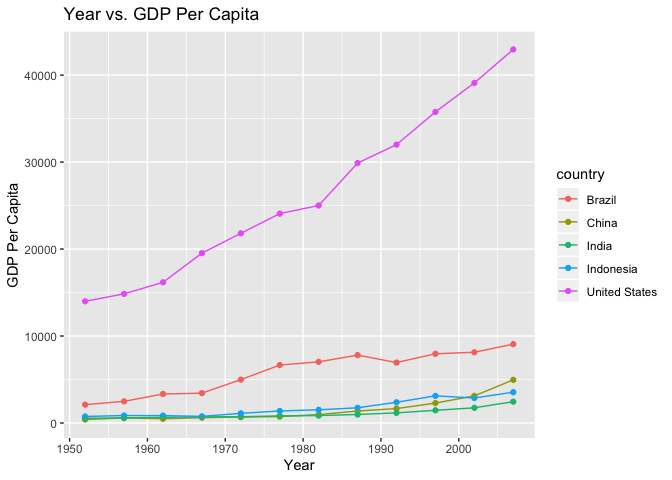 Year vs. GDP Per Capita
40000
30000
20000
10000
0
GDP Per Capita
1950
1960
1970
1980
1990
2000
Year
country
Brazil
China
India
Indonesia
United States